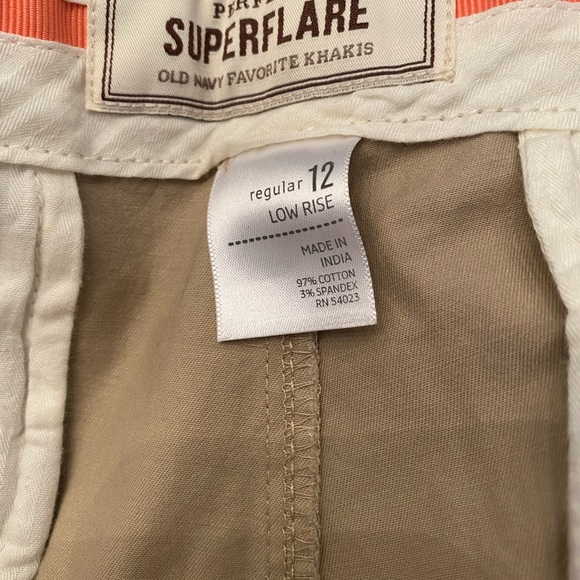 SUPERFLARE
OLD NAVY FAVORITE KHAKIS
regular 12
LOW RISE
MADE IN
INDIA
97% COTTON
3% SPANDEX
RN 54023